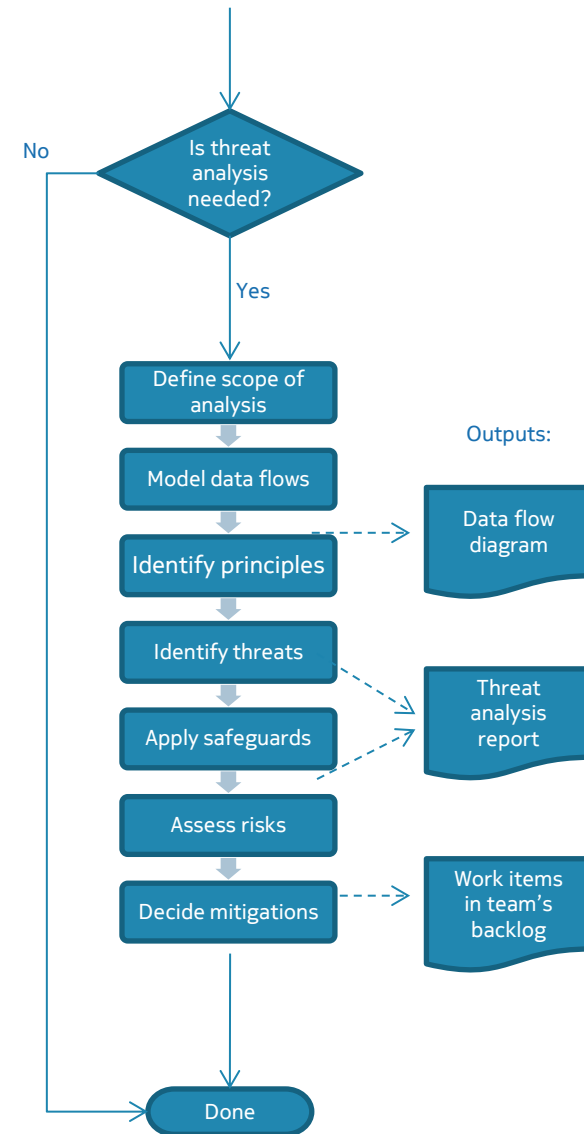 Is threat
analysis
needed?
No
Yes
Define scope of
analysis
Model data flows
Identify principles
Identify threats
Apply safeguards
Assess risks
Decide mitigations
Done
Outputs:
Data flow
diagram
Threat
analysis
report
Work items
in team’s
backlog